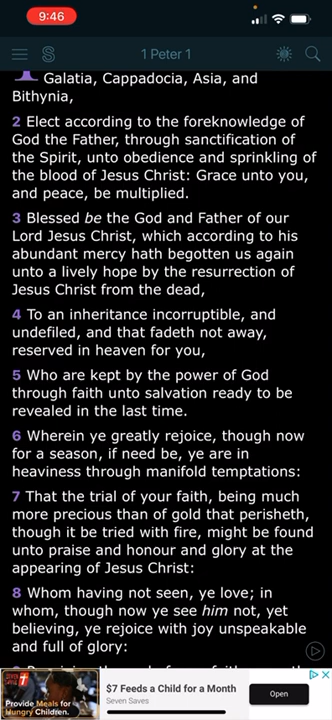 9:46
S
1 Peter 1
Galatia, Cappadocia, Asia, and
Bithynia,
2 Elect according to the foreknowledge of
God the Father, through sanctification of
the Spirit, unto obedience and sprinkling of
the blood of Jesus Christ: Grace unto you,
and peace, be multiplied.
3 Blessed be the God and Father of our
Lord Jesus Christ, which according to his
abundant mercy hath begotten us again
unto a lively hope by the resurrection of
Jesus Christ from the dead,
4 To an inheritance incorruptible, and
undefiled, and that fadeth not away,
reserved in heaven for you,
5 Who are kept by the power of God
through faith unto salvation ready to be
revealed in the last time.
6 Wherein ye greatly rejoice, though now
for a season, if need be, ye are in
heaviness through manifold temptations:
7 That the trial of your faith, being much
more precious than of gold that perisheth,
though it be tried with fire, might be found
unto praise and honour and glory at the
appearing of Jesus Christ:
8 Whom having not seen, ye love; in
whom, though now ye see him not, yet
believing, ye rejoice with joy unspeakable
and full of glory:
Provide Meals for
Hungry Children.
$7 Feeds a Child for a Month
Seven Saves
Open